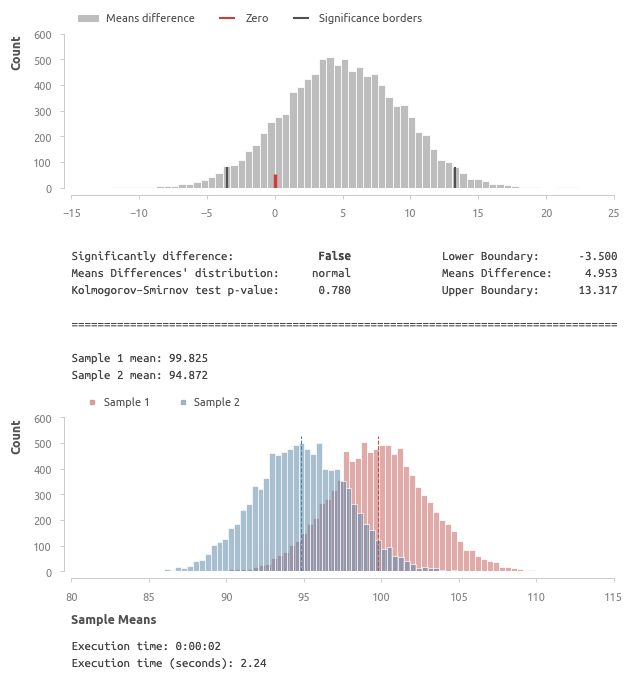 Means difference Zero Significance borders
Count
600
500
400
300
200
100
0
−15 −10 −5 0 5 10 15 20 25
Significantly difference: False Lower Boundary: -3.500
Means Differences' distribution: normal Means Difference: 4.953
Kolmogorov-Smirnov test p-value: 0.780 Upper Boundary: 13.317
====================================================================================
Sample 1 mean: 99.825
Sample 2 mean: 94.872
Sample 1 Sample 2
Count
600
500
400
300
200
100
0
80 85 90 95 100 105 110 115
Sample Means
Execution time: 0:00:02
Execution time (seconds): 2.24